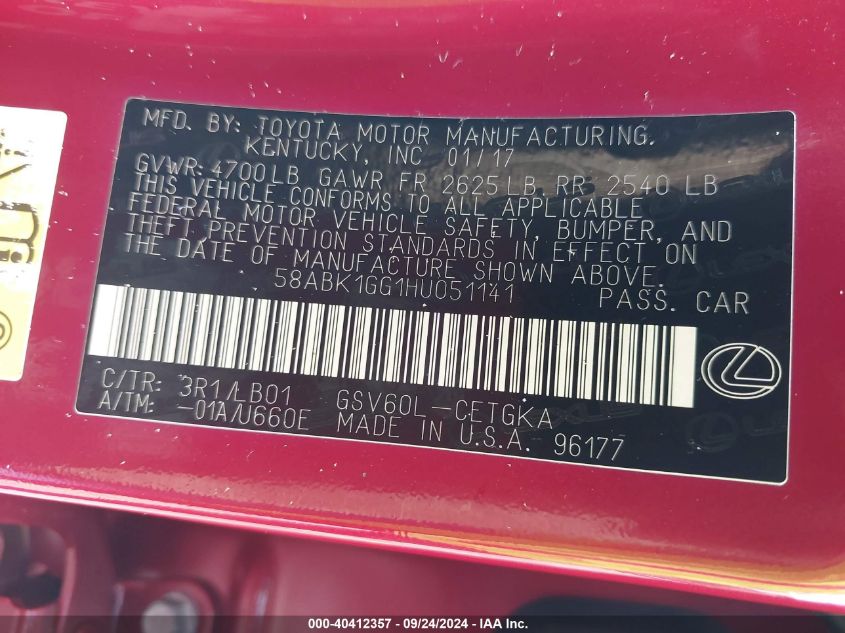 MFD. BY: TOYOTA MOTOR MANUFACTURING.
KENTUCKY, INC 01/17
GVWR: 4700LB GAWR FR 2625LB RR 2540 LB
THIS VEHICLE CONFORMS TO ALL APPLICABLE
FEDERAL MOTOR VEHICLE SAFETY, BUMPER, AND
THEFT PREVENTION STANDARDS IN EFFECT ON
THE DATE OF MANUFACTURE SHOWN ABOVE.
58ABK1GG1HU051141 PASS. CAR
C/TR: 3R1/LB01 GSV60L-CETGKA
A/TM: -01A/U660E MADE IN U.S.A. 96177
000-40412357 / 09/24/2024 - IAA Inc.